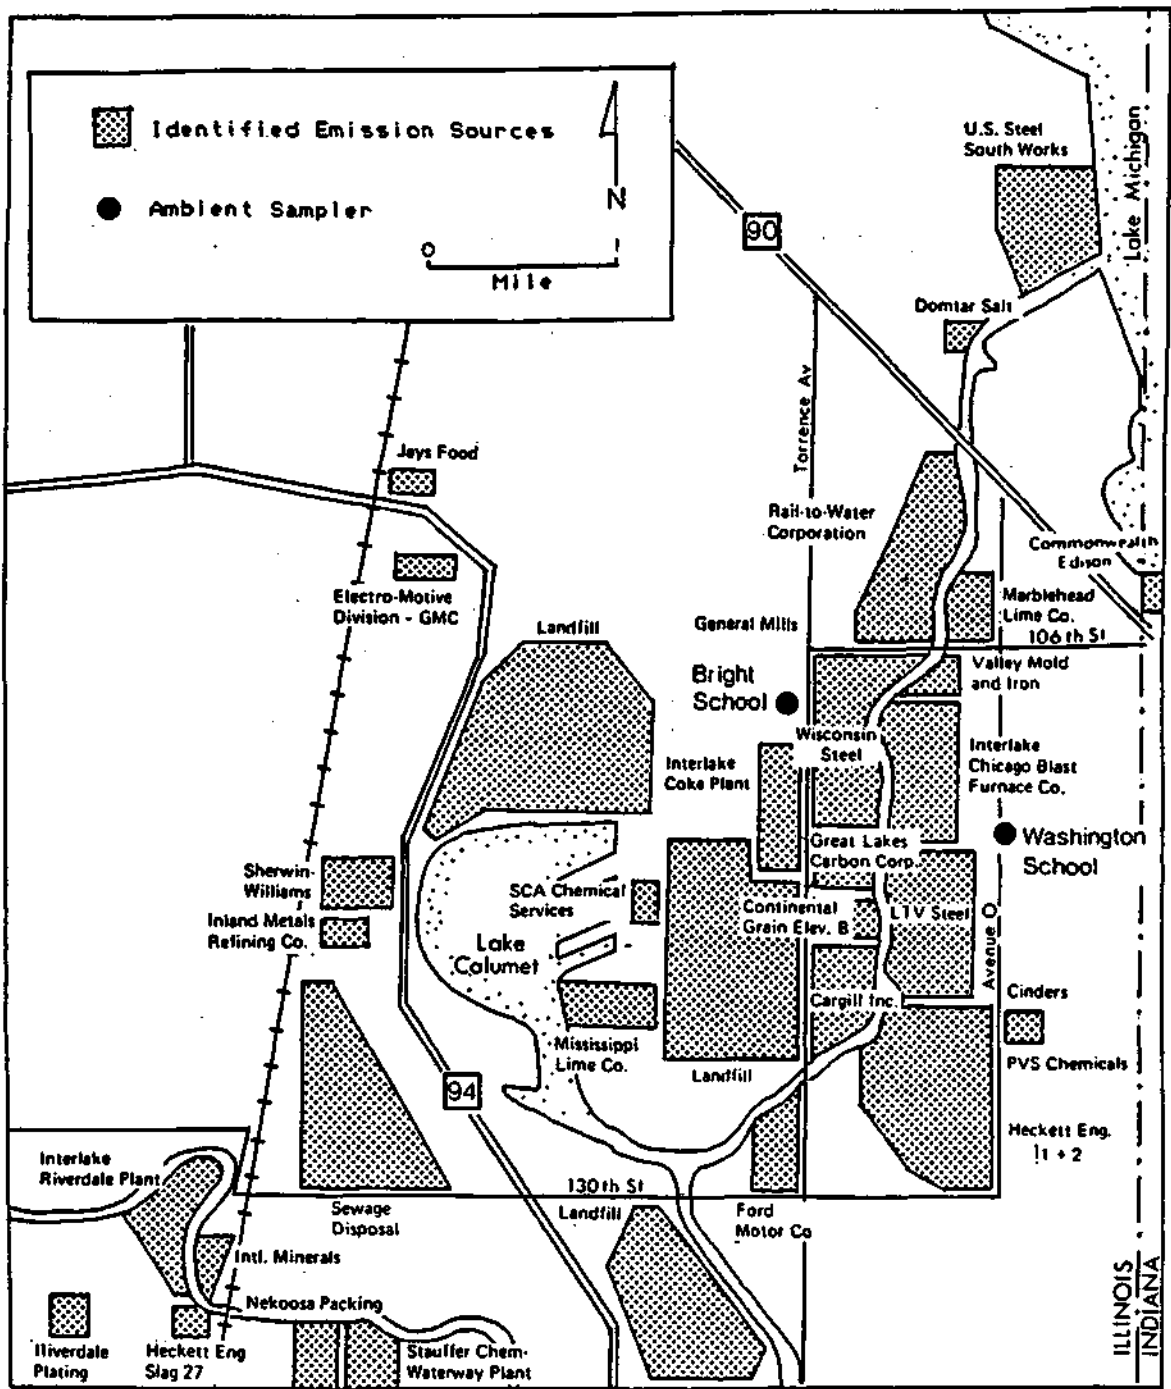 Identified Emission Sources
Ambient Sampler
N
0
Mile
Lake Michigan
U.S. Steel
South Works
90
Domtar Salt
Torrence Av
Jays Food
Rail-to-Water
Corporation
Commonwealth
Edison
Electro-Motive
Division - GMC
Marblehead
Lime Co.
General Mills
Landfill
106 th St
Bright
School
Valley Mold
and Iron
Wisconsin
Steel
Interlake
Coke Plant
Interlake
Chicago Blast
Furnace Co.
Washington
School
Great Lakes
Carbon Corp.
Sherwin-
Williams
SCA Chemical
Services
Continental
Grain Elev. B
LTV Steel
Inland Metals
Refining Co.
Lake
Calumet
Avenue O
Cargill Inc.
Cinders
Mississippi
Lime Co.
PVS Chemicals
Landfill
94
Heckett Eng.
1 + 2
Interlake
Riverdale Plant
130 th St
Sewage
Disposal
Landfill
Ford
Motor Co
Intl. Minerals
Nekoosa Packing
ILLINOIS
INDIANA
Riverdale
Plating
Heckett Eng
Slag 27
Stauffer Chem-
Waterway Plant